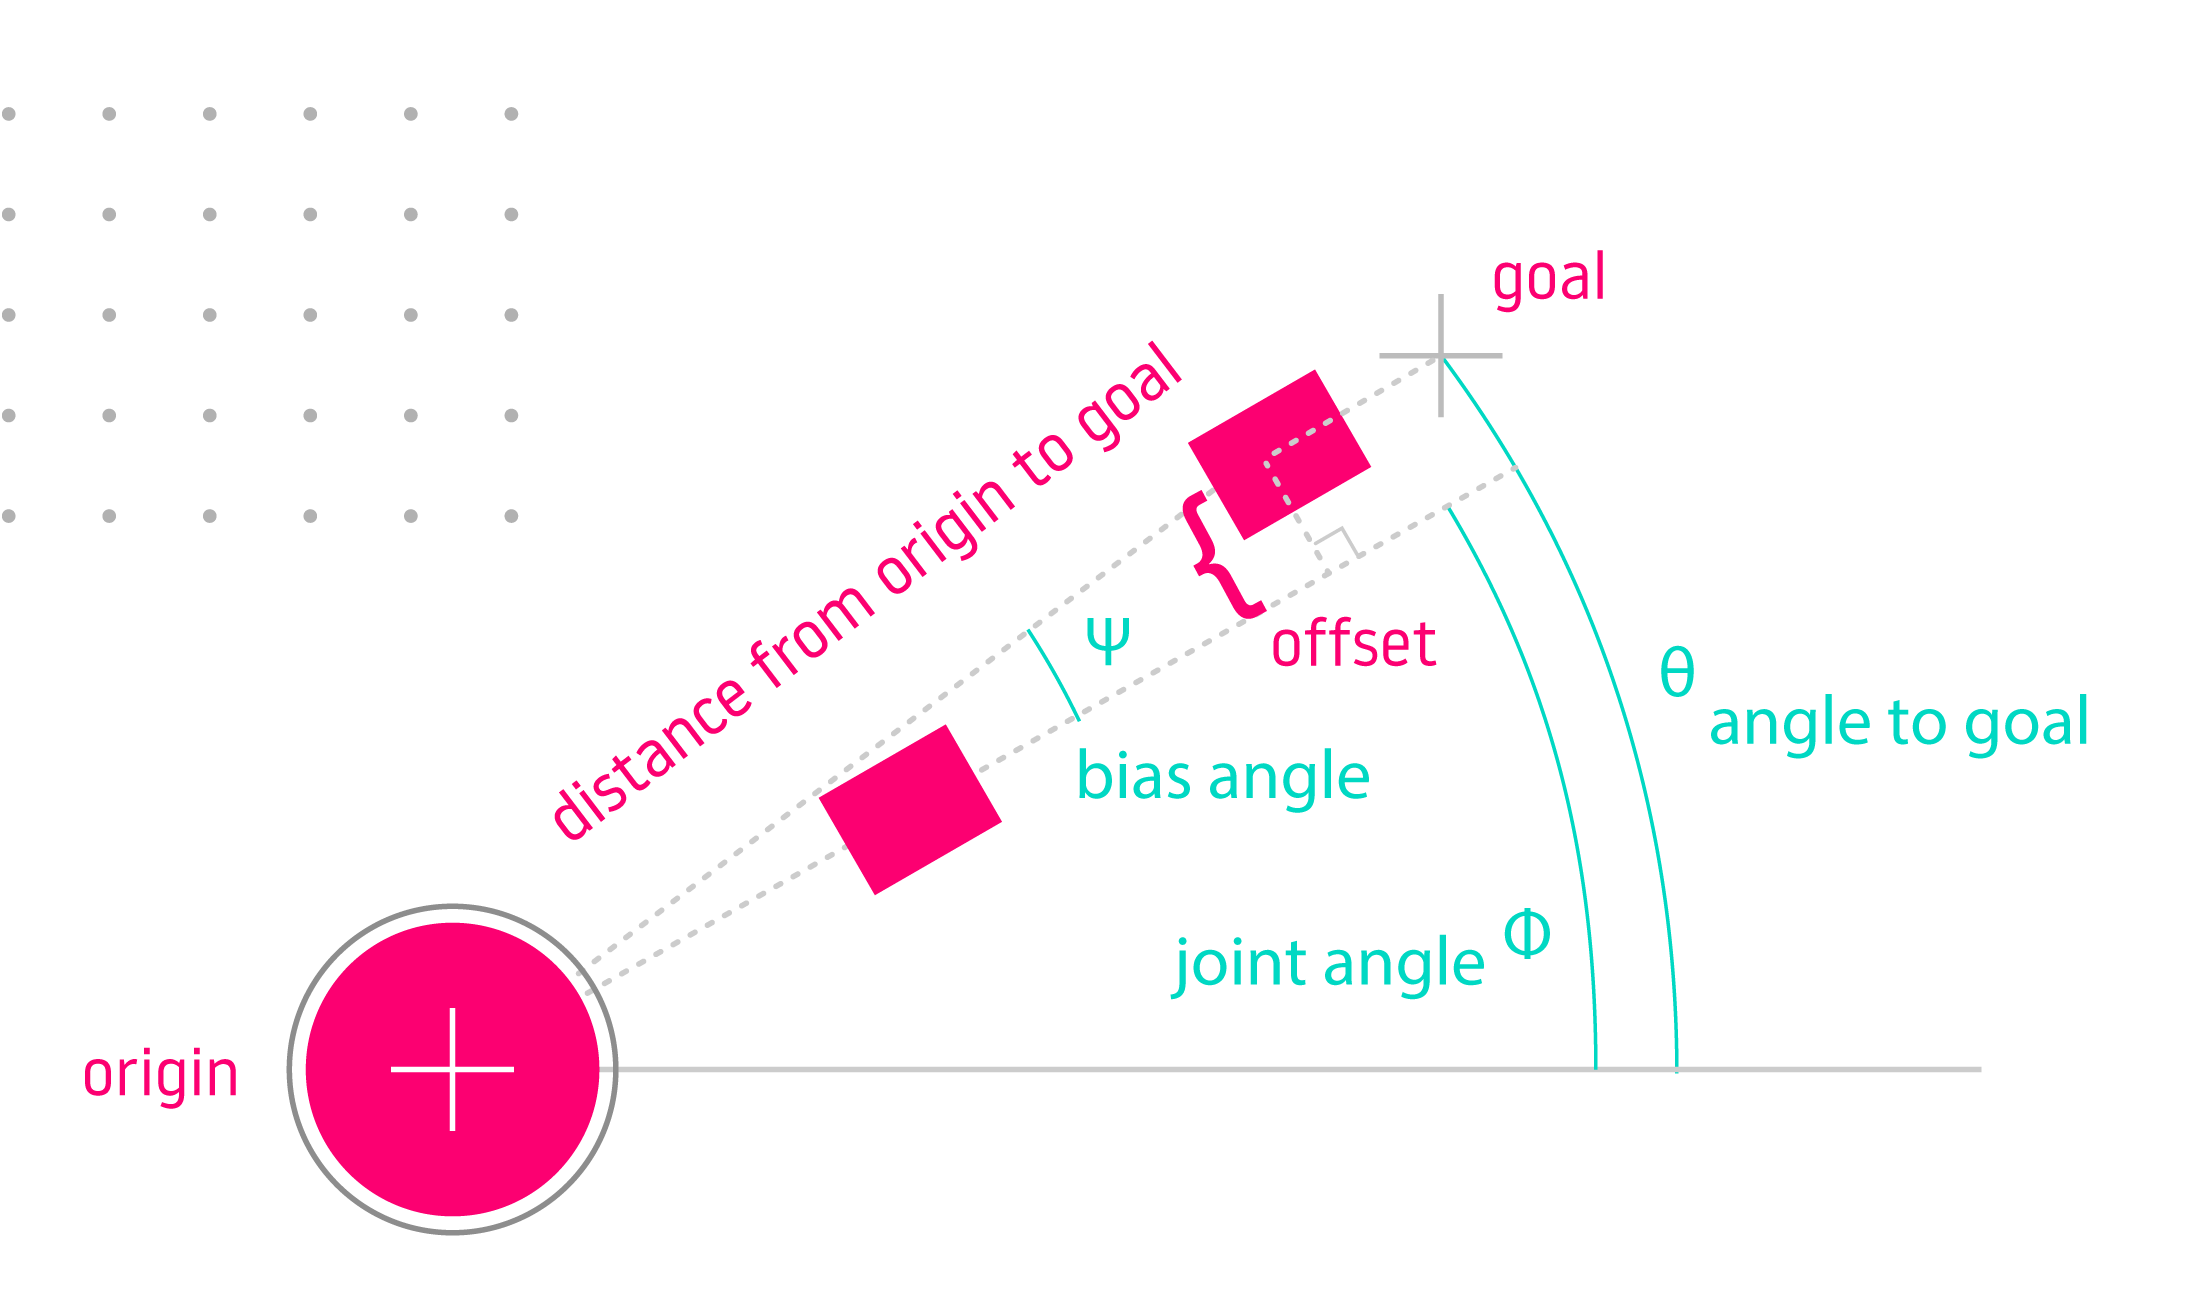 goal
distance from origin to goal
{
ψ
offset
θ
angle to goal
bias angle
joint angle Φ
origin